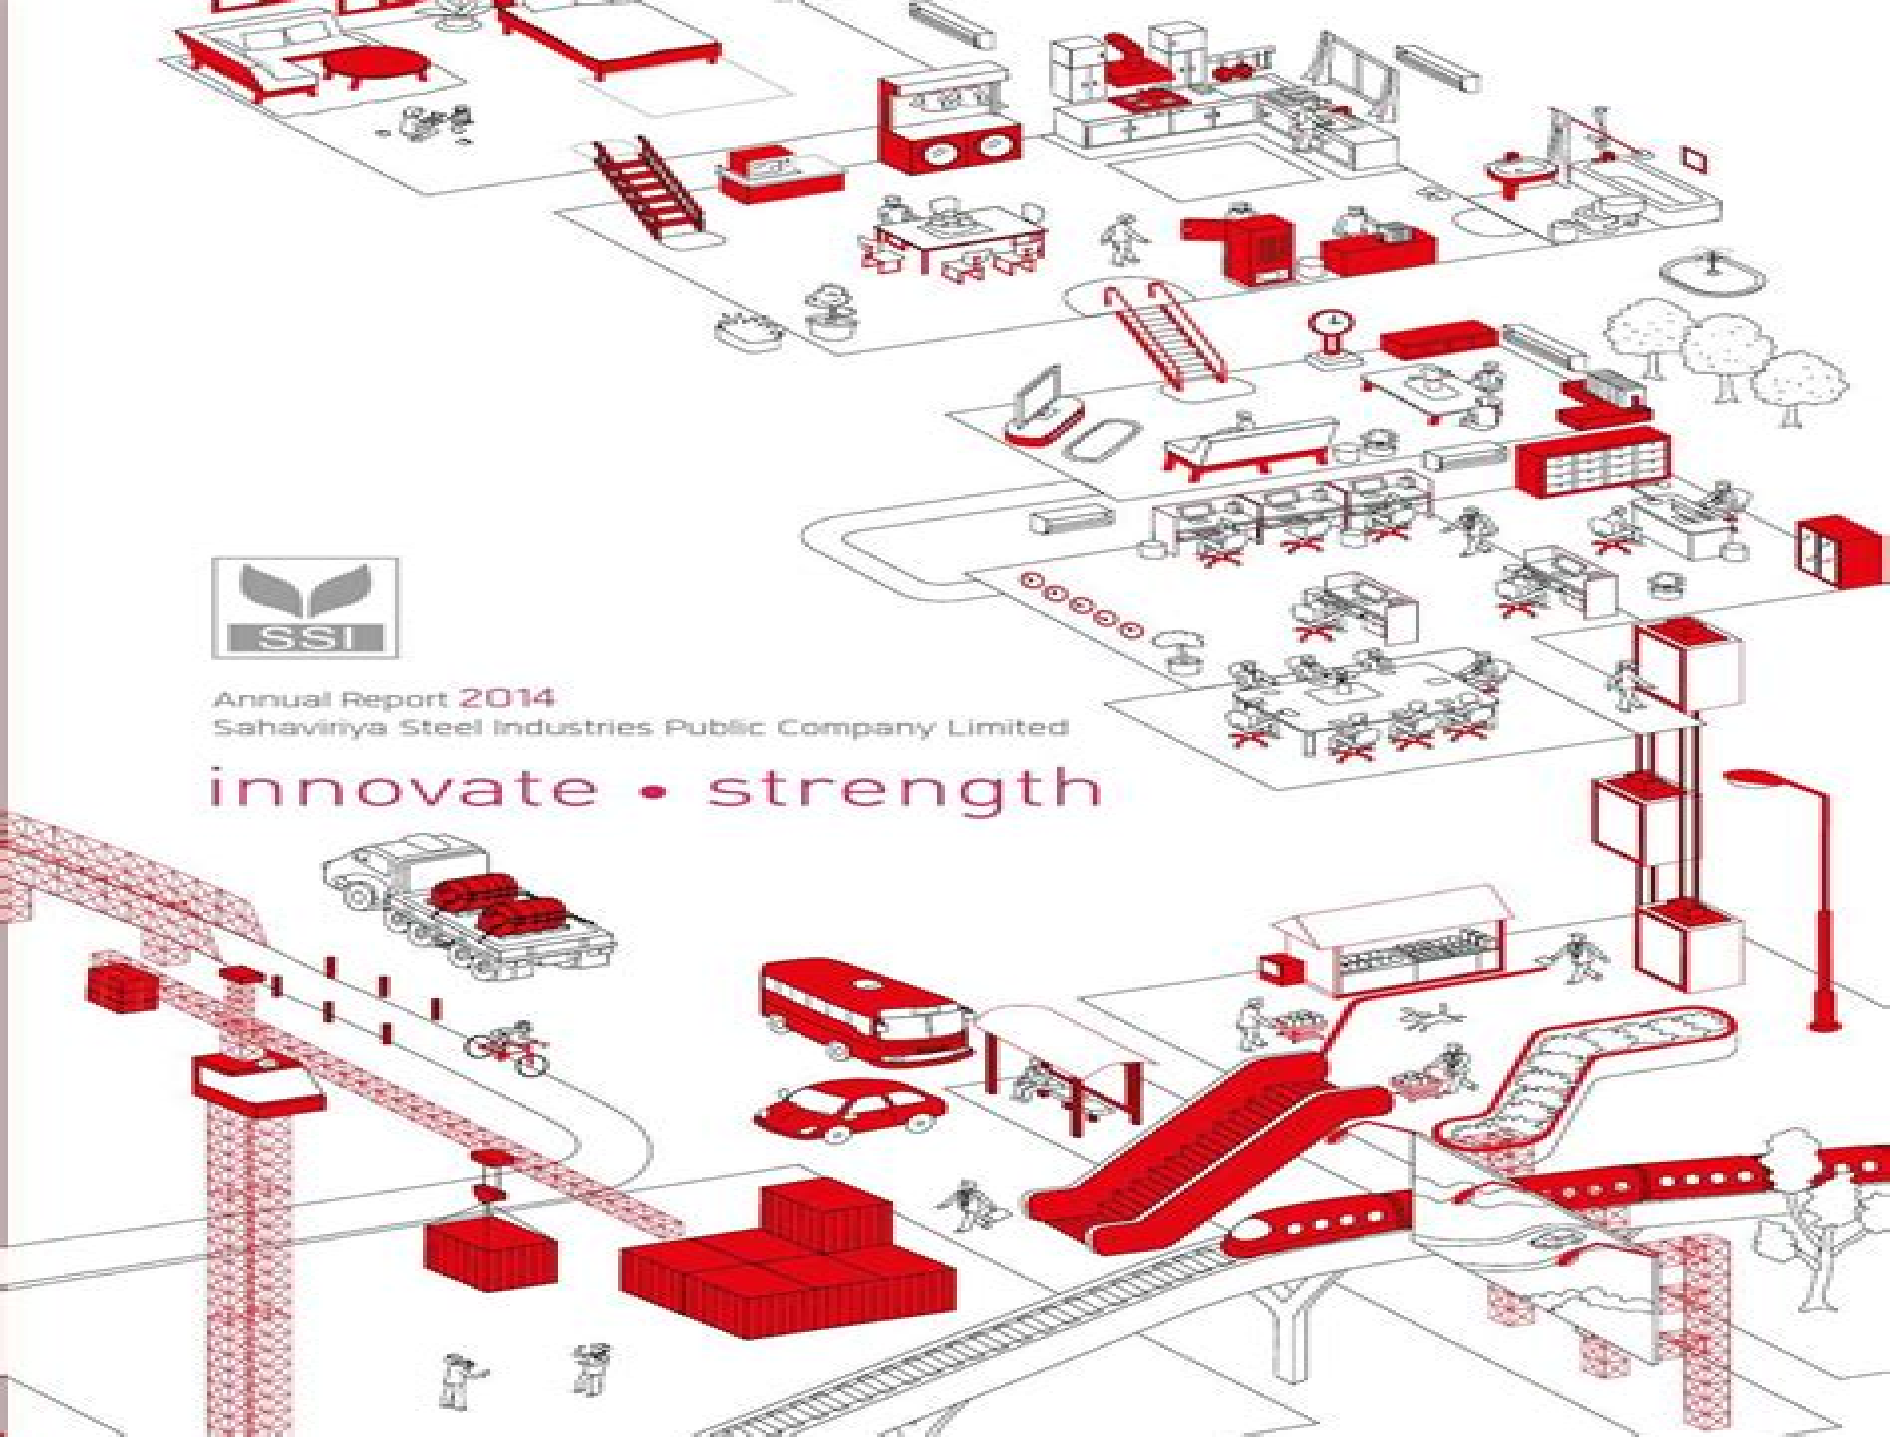 SSI
Annual Report 2014
Sahaviriya Steel Industries Public Company Limited
innovate • strength